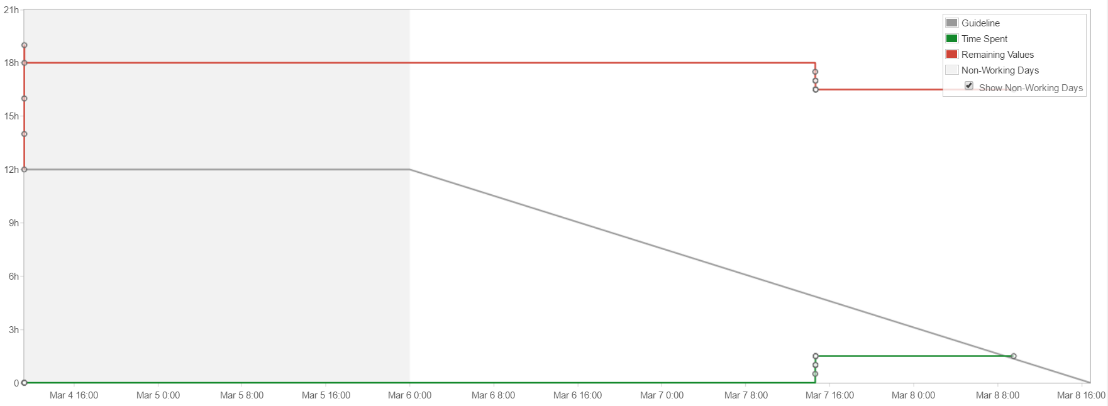 21h
18h
15h
12h
9h
6h
3h
0
Guideline
Time Spent
Remaining Values
Non-Working Days
Show Non-Working Days
Mar 4 16:00 Mar 5 0:00 Mar 5 8:00 Mar 5 16:00 Mar 6 0:00 Mar 6 8:00 Mar 6 16:00 Mar 7 0:00 Mar 7 8:00 Mar 7 16:00 Mar 8 0:00 Mar 8 8:00 Mar 8 16:00